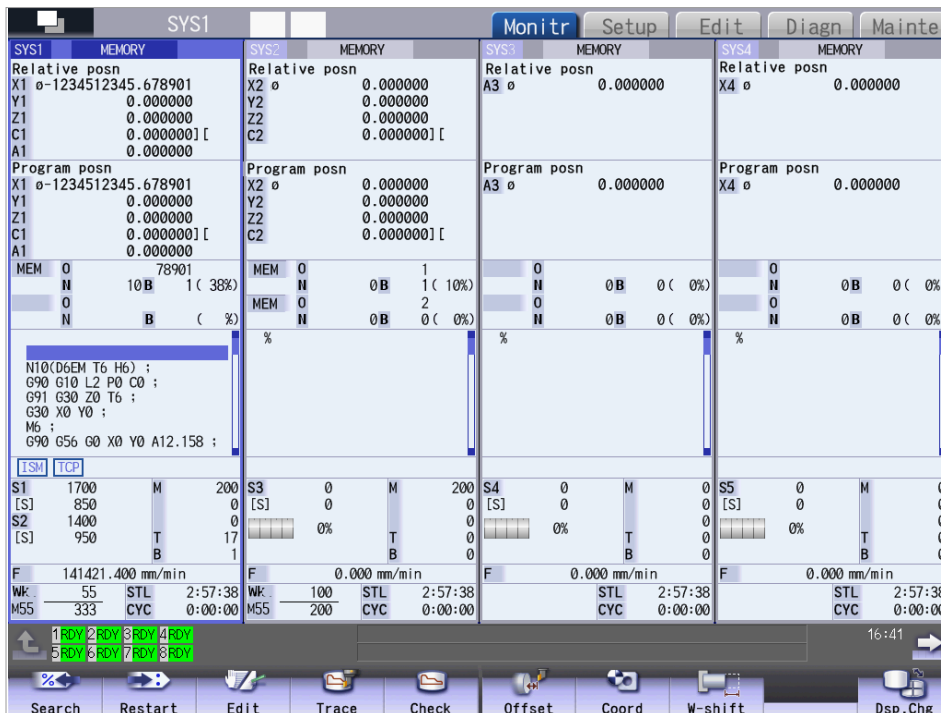 SYS1
Monitr Setup Edit Diagn Mainte
SYS1 MEMORY
Relative posn
X1 ø-1234512345.678901
Y1 0.000000
Z1 0.000000
C1 0.000000][
A1 0.000000
Program posn
X1 ø-1234512345.678901
Y1 0.000000
Z1 0.000000
C1 0.000000][
A1 0.000000
MEM O 78901
N 10 B 1( 38%)
O
N B ( %)
N10(D6EM T6 H6) ;
G90 G10 L2 P0 C0 ;
G91 G30 Z0 T6 ;
G30 X0 Y0 ;
M6 ;
G90 G56 G0 X0 Y0 A12.158 ;
ISM TCP
S1 1700 M 200
[S] 850 0
S2 1400 0
[S] 950 T 17
B 1
F 141421.400 mm/min
Wk. 55 STL 2:57:38
M55 333 CYC 0:00:00
SYS2 MEMORY
Relative posn
X2 ø 0.000000
Y2 0.000000
Z2 0.000000
C2 0.000000][
Program posn
X2 ø 0.000000
Y2 0.000000
Z2 0.000000
C2 0.000000][
MEM O 1
N 0 B 1( 10%)
MEM O 2
N 0 B 0( 0%)
%
S3 0 M 200
[S] 0 0
0% 0
T 0
B 0
F 0.000 mm/min
Wk. 100 STL 2:57:38
M55 200 CYC 0:00:00
SYS3 MEMORY
Relative posn
A3 ø 0.000000
Program posn
A3 ø 0.000000
O
N 0 B 0( 0%)
O
N 0 B 0( 0%)
%
S4 0 M 0
[S] 0 0
0% 0
T 0
B 0
F 0.000 mm/min
STL 2:57:38
CYC 0:00:00
SYS4 MEMORY
Relative posn
X4 ø 0.000000
Program posn
X4 ø 0.000000
O
N 0 B 0( 0%
O
N 0 B 0( 0%
%
S5 0 M 0
[S] 0 0
0% 0
T 0
B 0
F 0.000 mm/min
STL 2:57:38
CYC 0:00:00
1RDY 2RDY 3RDY 4RDY
5RDY 6RDY 7RDY 8RDY
16:41
Search Restart Edit Trace Check Offset Coord W-shift Dsp.Chg